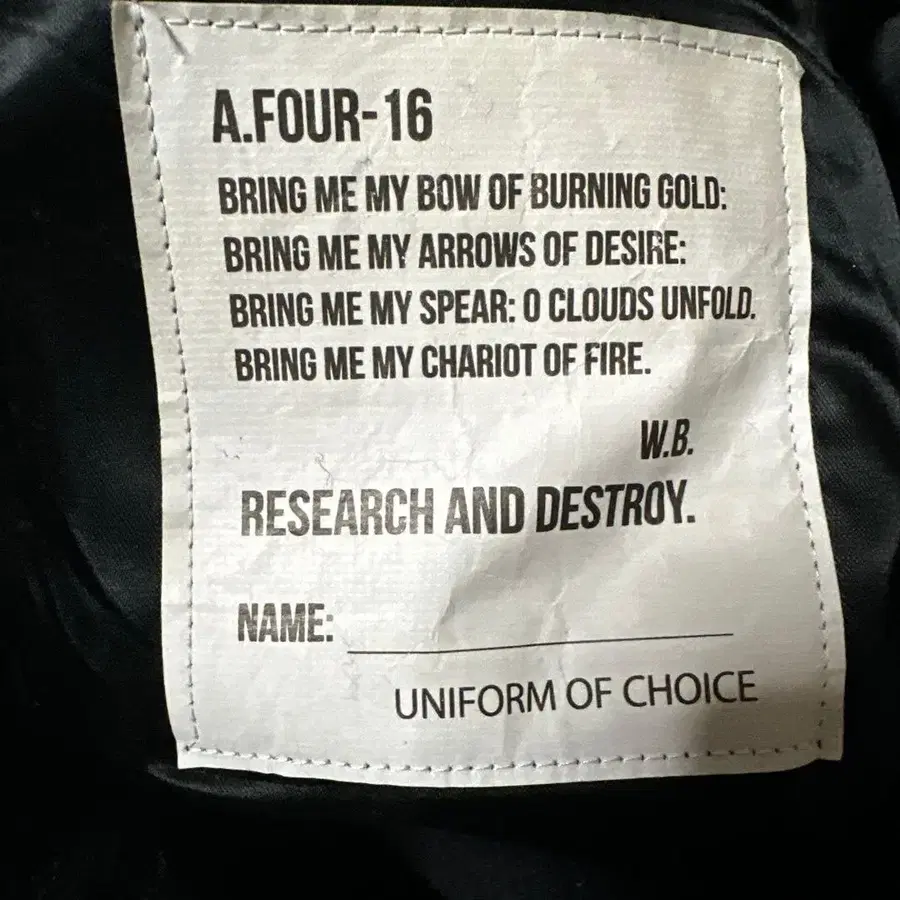 A.FOUR-16
BRING ME MY BOW OF BURNING GOLD:
BRING ME MY ARROWS OF DESIRE:
BRING ME MY SPEAR: O CLOUDS UNFOLD.
BRING ME MY CHARIOT OF FIRE.
W.B.
RESEARCH AND DESTROY.
NAME:
UNIFORM OF CHOICE